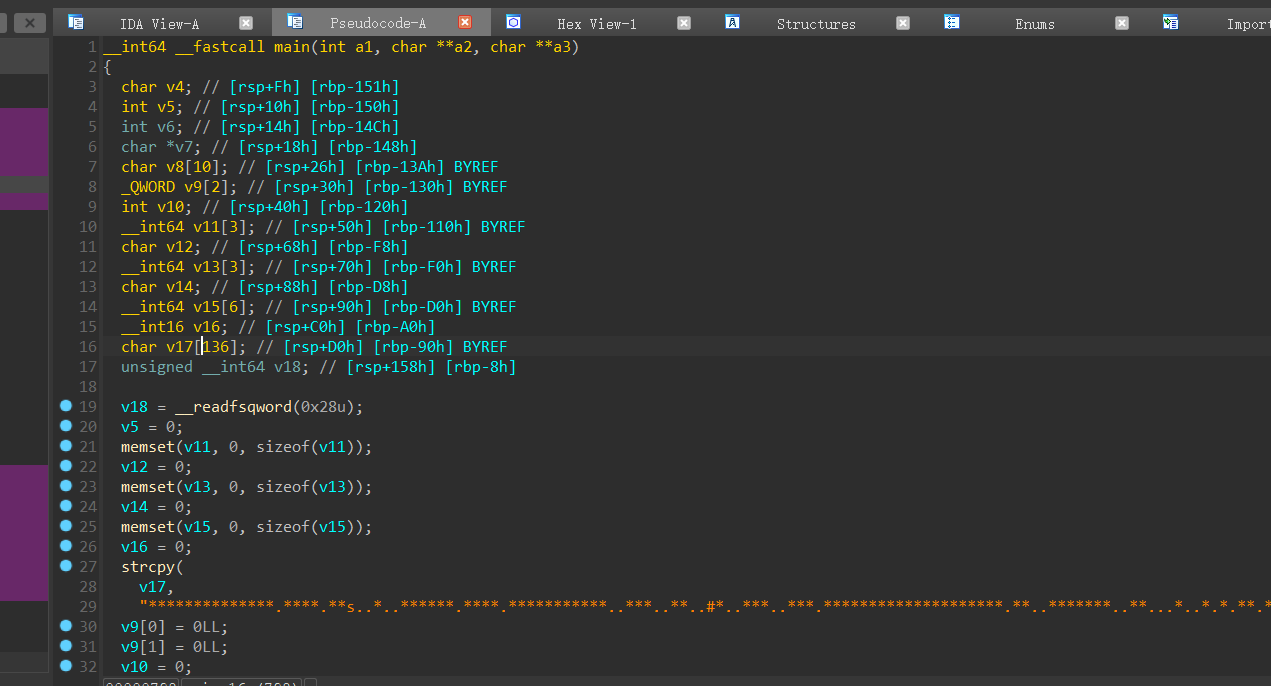 IDA View-A Pseudocode-A Hex View-1 Structures Enums Import
1 __int64 __fastcall main(int a1, char **a2, char **a3)
2 {
3 char v4; // [rsp+Fh] [rbp-151h]
4 int v5; // [rsp+10h] [rbp-150h]
5 int v6; // [rsp+14h] [rbp-14Ch]
6 char *v7; // [rsp+18h] [rbp-148h]
7 char v8[10]; // [rsp+26h] [rbp-13Ah] BYREF
8 _QWORD v9[2]; // [rsp+30h] [rbp-130h] BYREF
9 int v10; // [rsp+40h] [rbp-120h]
10 __int64 v11[3]; // [rsp+50h] [rbp-110h] BYREF
11 char v12; // [rsp+68h] [rbp-F8h]
12 __int64 v13[3]; // [rsp+70h] [rbp-F0h] BYREF
13 char v14; // [rsp+88h] [rbp-D8h]
14 __int64 v15[6]; // [rsp+90h] [rbp-D0h] BYREF
15 __int16 v16; // [rsp+C0h] [rbp-A0h]
16 char v17[136]; // [rsp+D0h] [rbp-90h] BYREF
17 unsigned __int64 v18; // [rsp+158h] [rbp-8h]
18
19 v18 = __readfsqword(0x28u);
20 v5 = 0;
21 memset(v11, 0, sizeof(v11));
22 v12 = 0;
23 memset(v13, 0, sizeof(v13));
24 v14 = 0;
25 memset(v15, 0, sizeof(v15));
26 v16 = 0;
27 strcpy(
28 v17,
29 "**************.****.**s..*..******.****.***********..***..**..#*..***..***.********************.**..*******..**...*..*.*.**.*
30 v9[0] = 0LL;
31 v9[1] = 0LL;
32 v10 = 0;